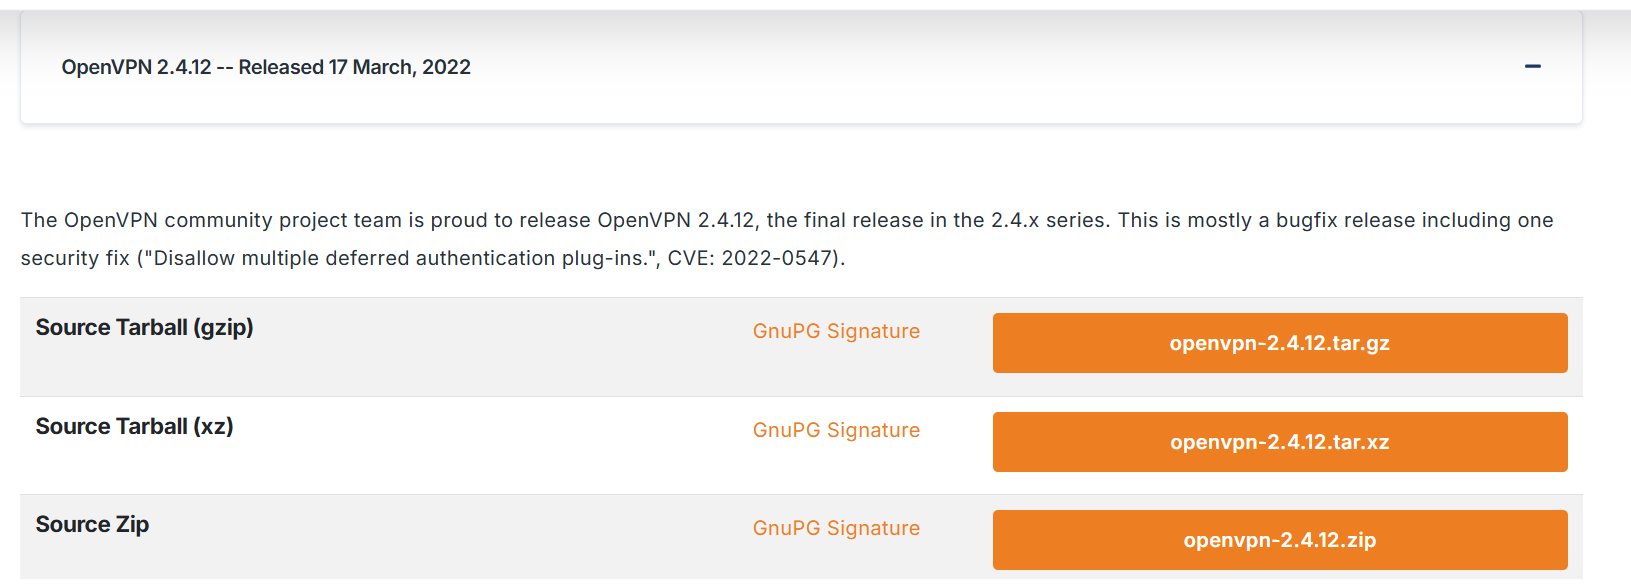 OpenVPN 2.4.12 -- Released 17 March, 2022
The OpenVPN community project team is proud to release OpenVPN 2.4.12, the final release in the 2.4.x series. This is mostly a bugfix release including one
security fix ("Disallow multiple deferred authentication plug-ins.", CVE: 2022-0547).
Source Tarball (gzip) GnuPG Signature openvpn-2.4.12.tar.gz
Source Tarball (xz) GnuPG Signature openvpn-2.4.12.tar.xz
Source Zip GnuPG Signature openvpn-2.4.12.zip